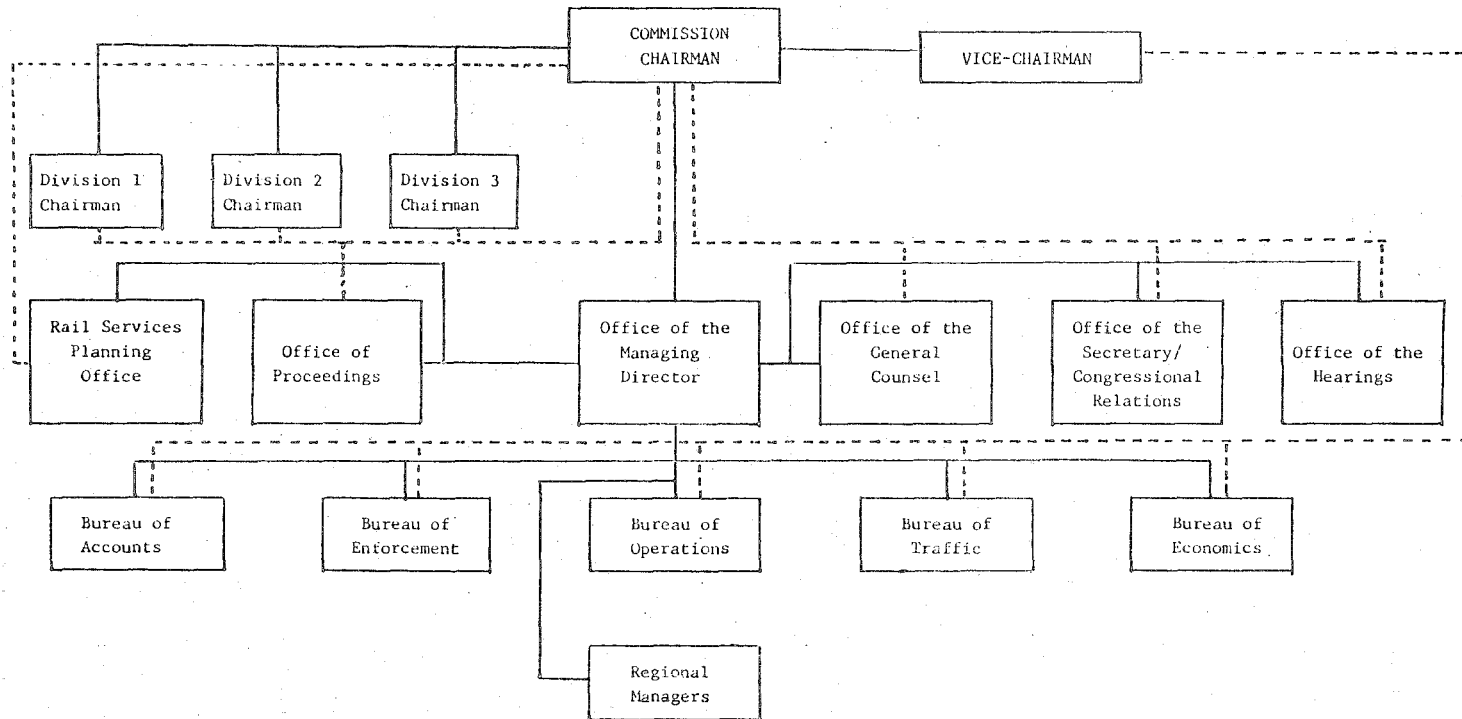 COMMISSION
CHAIRMAN
VICE-CHAIRMAN
Division 1
Chairman
Division 2
Chairman
Division 3
Chairman
Rail Services
Planning
Office
Office of
Proceedings
Office of the
Managing
Director
Office of the
General
Counsel
Office of the
Secretary/
Congressional
Relations
Office of the
Hearings
Bureau of
Accounts
Bureau of
Enforcement
Bureau of
Operations
Bureau of
Traffic
Bureau of
Economics
Regional
Managers